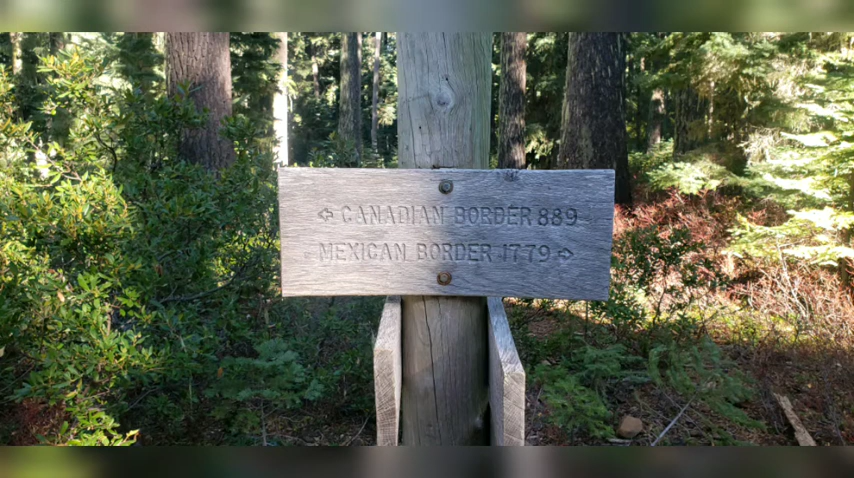 ⇦ CANADIAN BORDER 889
MEXICAN BORDER 1779 ⇨